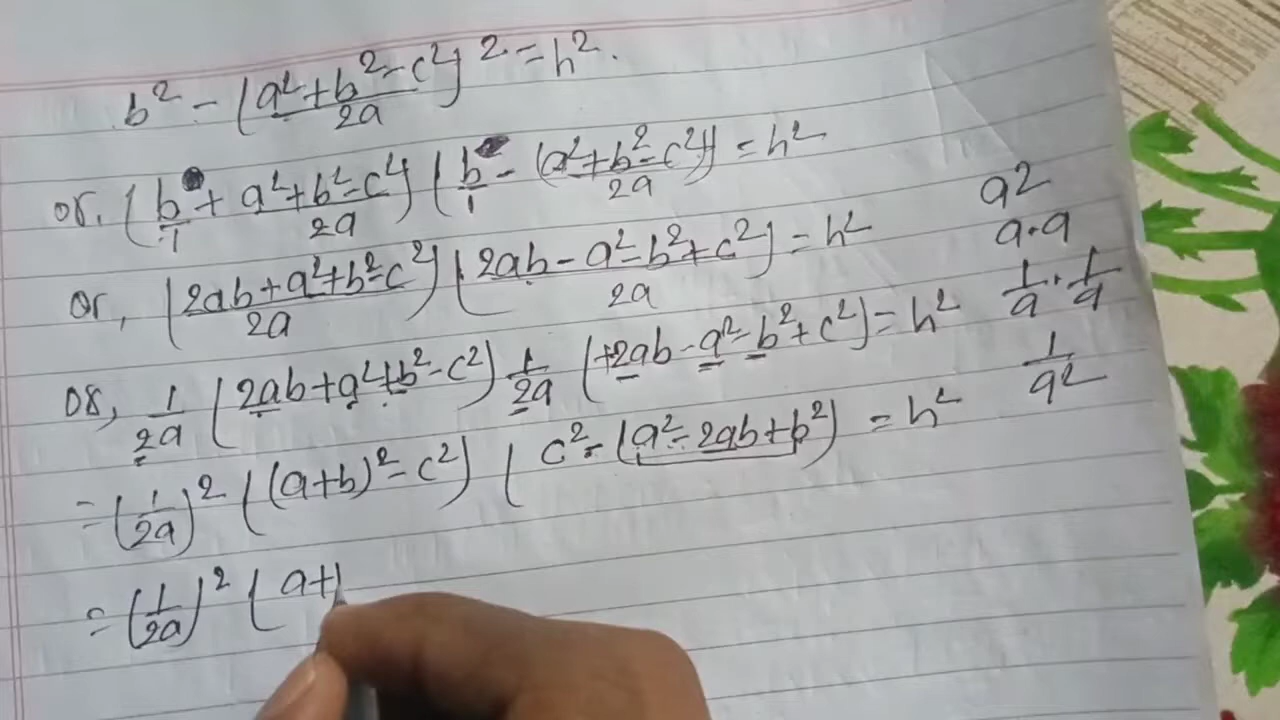 b² - (a²+b²-c²/2a)² = h².
or, (b/1 + a²+b²-c²/2a) (b/1 - (a²+b²-c²/2a)) = h²
or, (2ab+a²+b²-c²/2a) (2ab-a²-b²+c²/2a) = h²
or, 1/2a (2ab+a²+b²-c²) 1/2a (+2ab-a²-b²+c²) = h²
= (1/2a)² ((a+b)²-c²) (c²-(a²-2ab+b²) = h²
= (1/2a)² (a+
a2
a·a
1/a · 1/a
1/a²